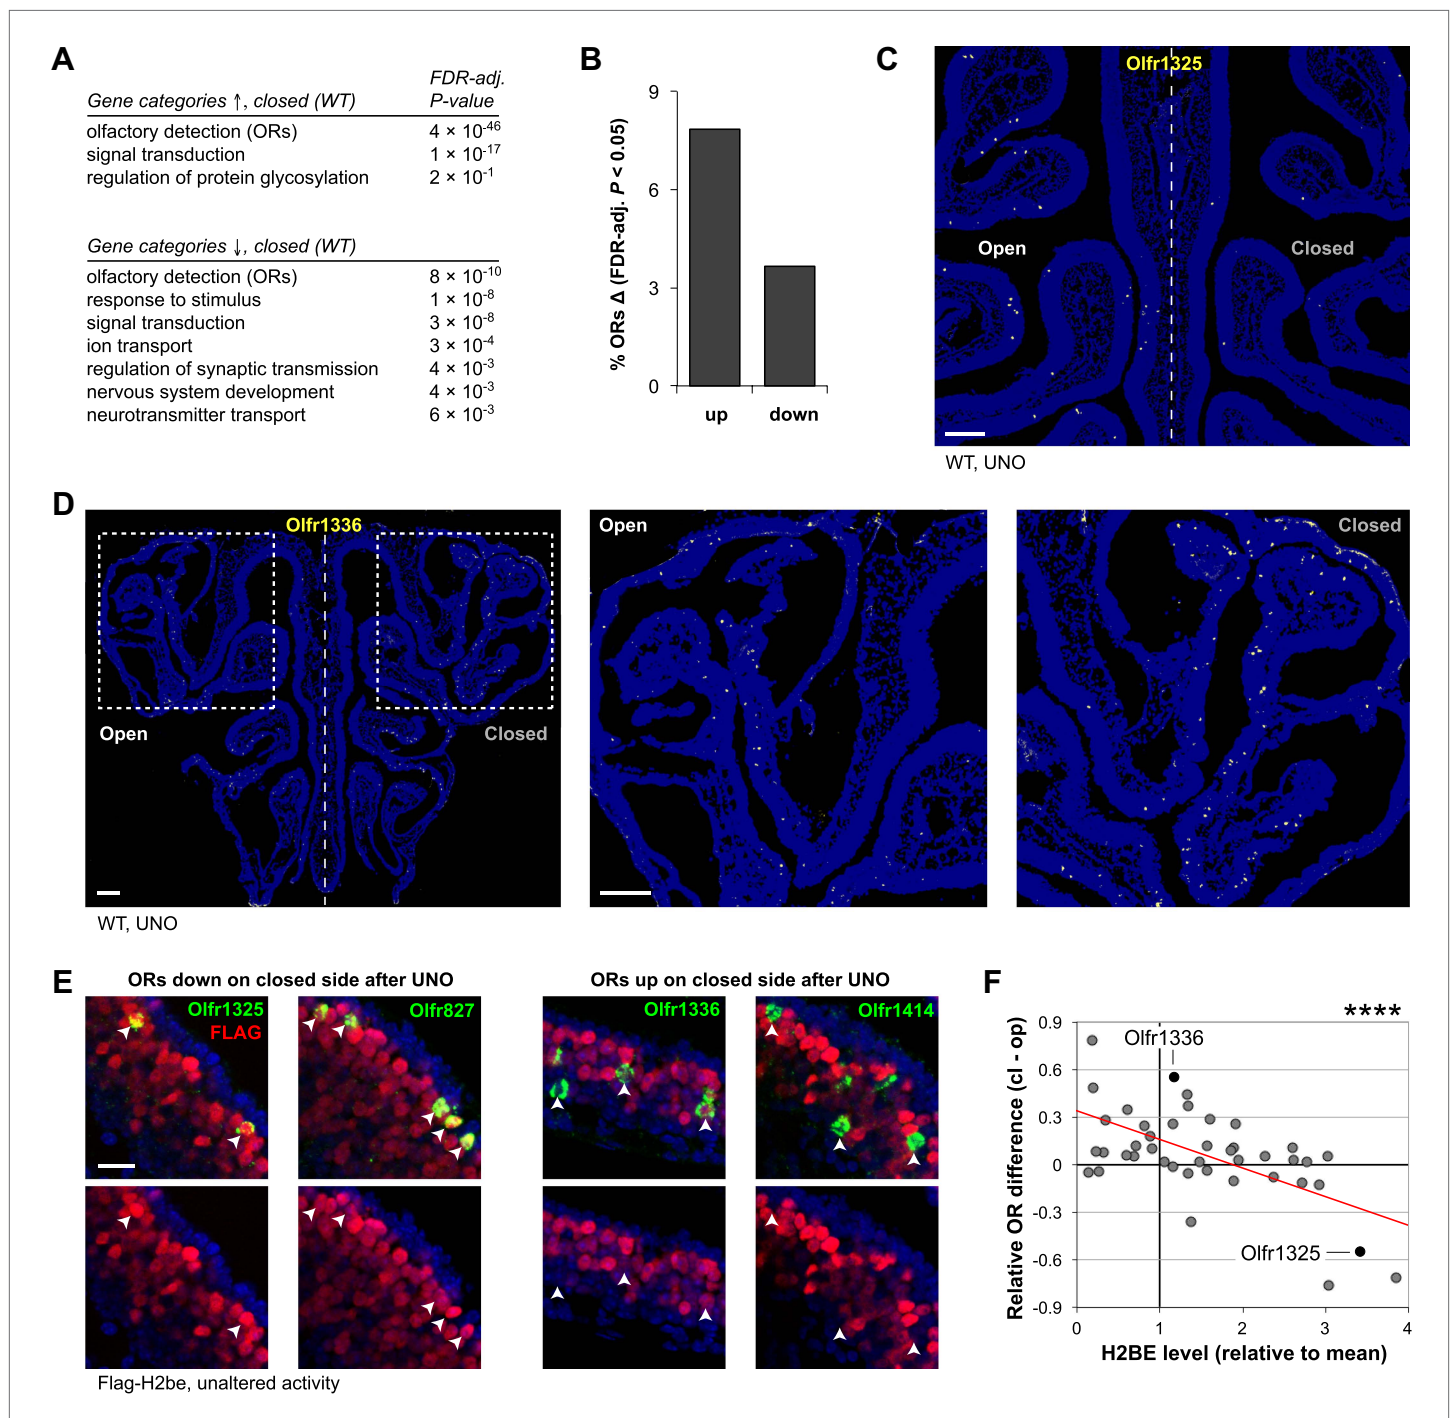 A
Gene categories ↑, closed (WT)
FDR-adj.
P-value
olfactory detection (ORs) 4 × 10-46
signal transduction 1 × 10-17
regulation of protein glycosylation 2 × 10-1
Gene categories ↓, closed (WT)
olfactory detection (ORs) 8 × 10-10
response to stimulus 1 × 10-8
signal transduction 3 × 10-8
ion transport 3 × 10-4
regulation of synaptic transmission 4 × 10-3
nervous system development 4 × 10-3
neurotransmitter transport 6 × 10-3
B
% ORs Δ (FDR-adj. P < 0.05)
9
6
3
0
up down
C
Olfr1325
Open Closed
WT, UNO
D
Olfr1336
Open Closed
WT, UNO
Open
Closed
E
ORs down on closed side after UNO
ORs up on closed side after UNO
Olfr1325
FLAG
Olfr827
Olfr1336
Olfr1414
Flag-H2be, unaltered activity
F
****
Relative OR difference (cl - op)
0.9
0.6
0.3
0
-0.3
-0.6
-0.9
Olfr1336
Olfr1325
0 1 2 3 4
H2BE level (relative to mean)